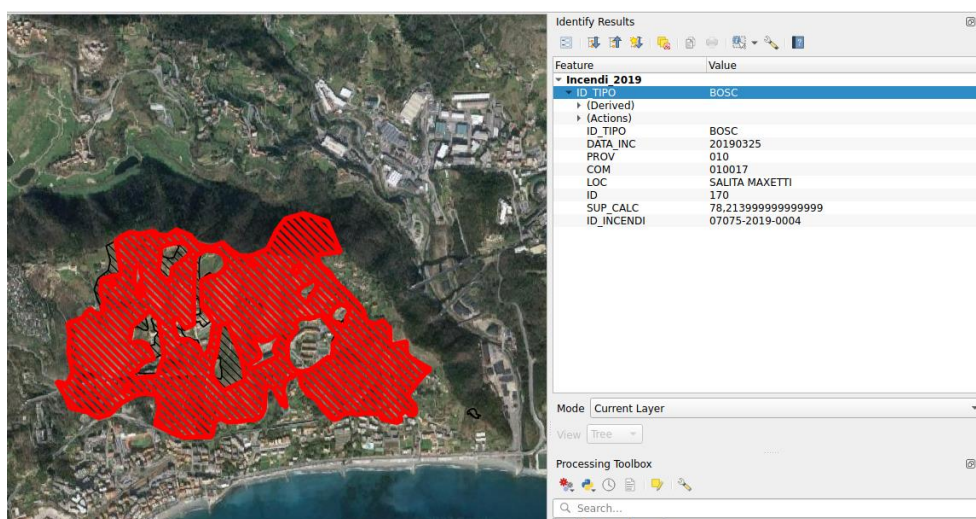 Identify Results
Feature Value
Incendi_2019
ID_TIPO BOSC
(Derived)
(Actions)
ID_TIPO BOSC
DATA_INC 20190325
PROV 010
COM 010017
LOC SALITA MAXETTI
ID 170
SUP_CALC 78,213999999999999
ID_INCENDI 07075-2019-0004
Mode Current Layer
View Tree
Processing Toolbox
Search...